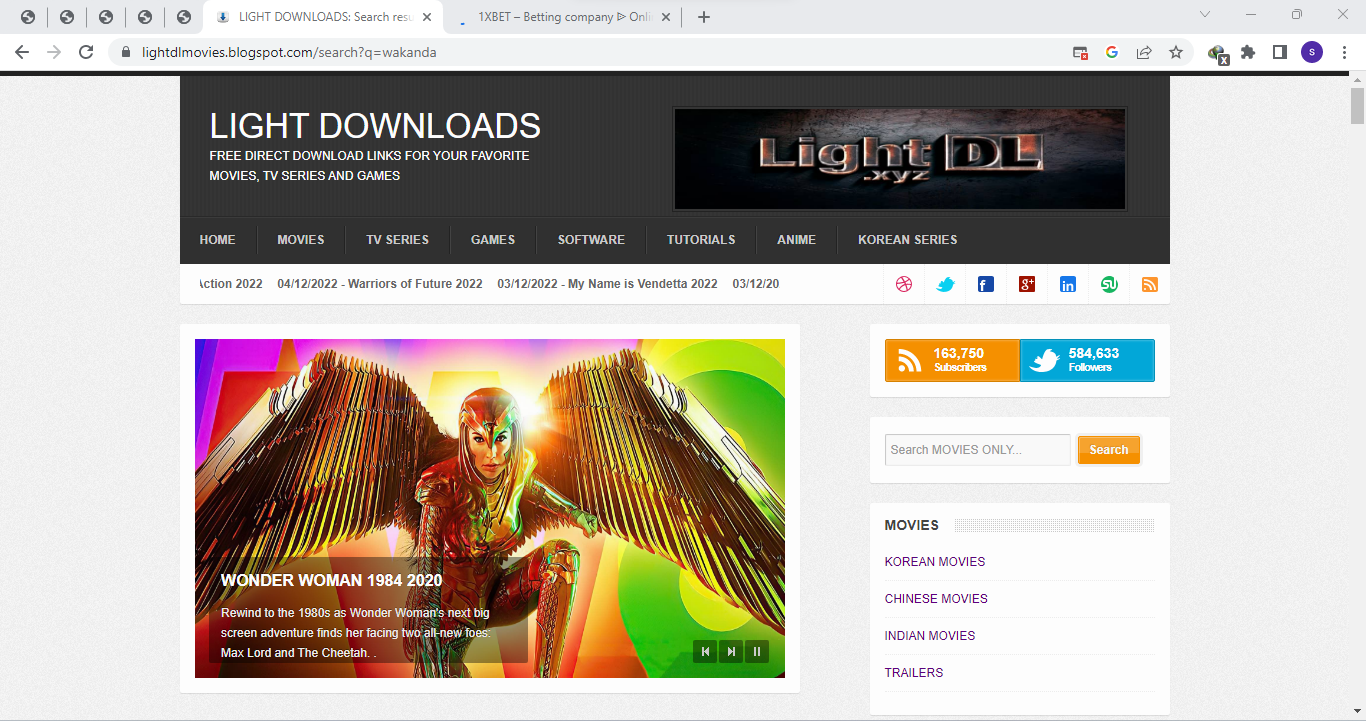 LIGHT DOWNLOADS: Search resu
1XBET – Betting company ᐉ Onli
lightdlmovies.blogspot.com/search?q=wakanda
s
LIGHT DOWNLOADS
FREE DIRECT DOWNLOAD LINKS FOR YOUR FAVORITE
MOVIES, TV SERIES AND GAMES
Light DL
.xyz
HOME MOVIES TV SERIES GAMES SOFTWARE TUTORIALS ANIME KOREAN SERIES
Action 2022 04/12/2022 - Warriors of Future 2022 03/12/2022 - My Name is Vendetta 2022 03/12/20
163,750
Subscribers
584,633
Followers
Search MOVIES ONLY...
Search
WONDER WOMAN 1984 2020
Rewind to the 1980s as Wonder Woman's next big
screen adventure finds her facing two all-new foes:
Max Lord and The Cheetah. .
MOVIES
KOREAN MOVIES
CHINESE MOVIES
INDIAN MOVIES
TRAILERS